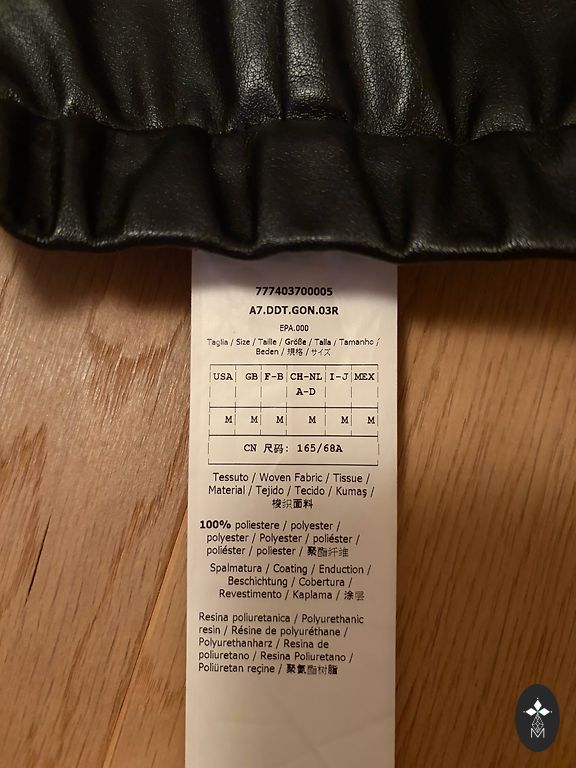 777403700005
A7.DDT.GON.03R
EPA.000
Taglia / Size / Taille / Größe / Talla / Tamanho /
Beden / 規格 / サイズ
USA GB F-B CH-NL I-J MEX
A-D
M M M M M M
CN 尺码: 165/68A
Tessuto / Woven Fabric / Tissue /
Material / Tejido / Tecido / Kumaş /
梭织面料
100% poliestere / polyester /
polyester / Polyester / poliéster /
poliéster / poliester / 聚酯纤维
Spalmatura / Coating / Enduction /
Beschichtung / Cobertura /
Revestimento / Kaplama / 涂层
Resina poliuretanica / Polyurethanic
resin / Résine de polyuréthane /
Polyurethanharz / Resina de
poliuretano / Resina Poliuretano /
Poliüretan reçine / 聚氨酯树脂
M